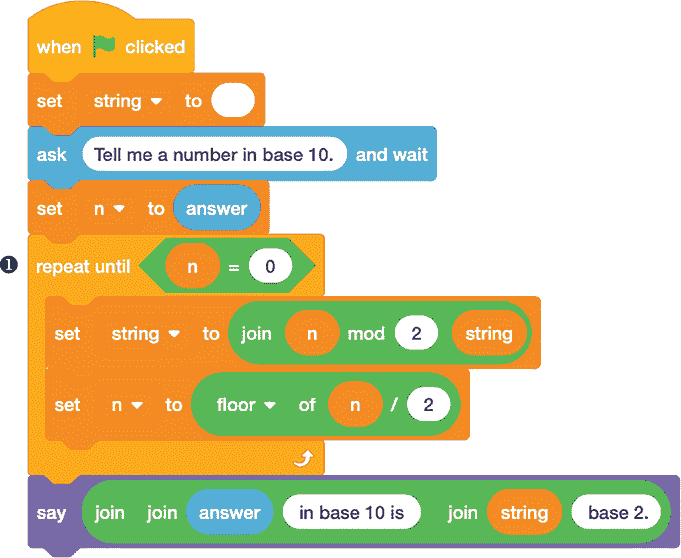 when clicked
set string to
ask Tell me a number in base 10. and wait
set n to answer
❶ repeat until n = 0
set string to join n mod 2 string
set n to floor of n / 2
say join join answer in base 10 is join string base 2.